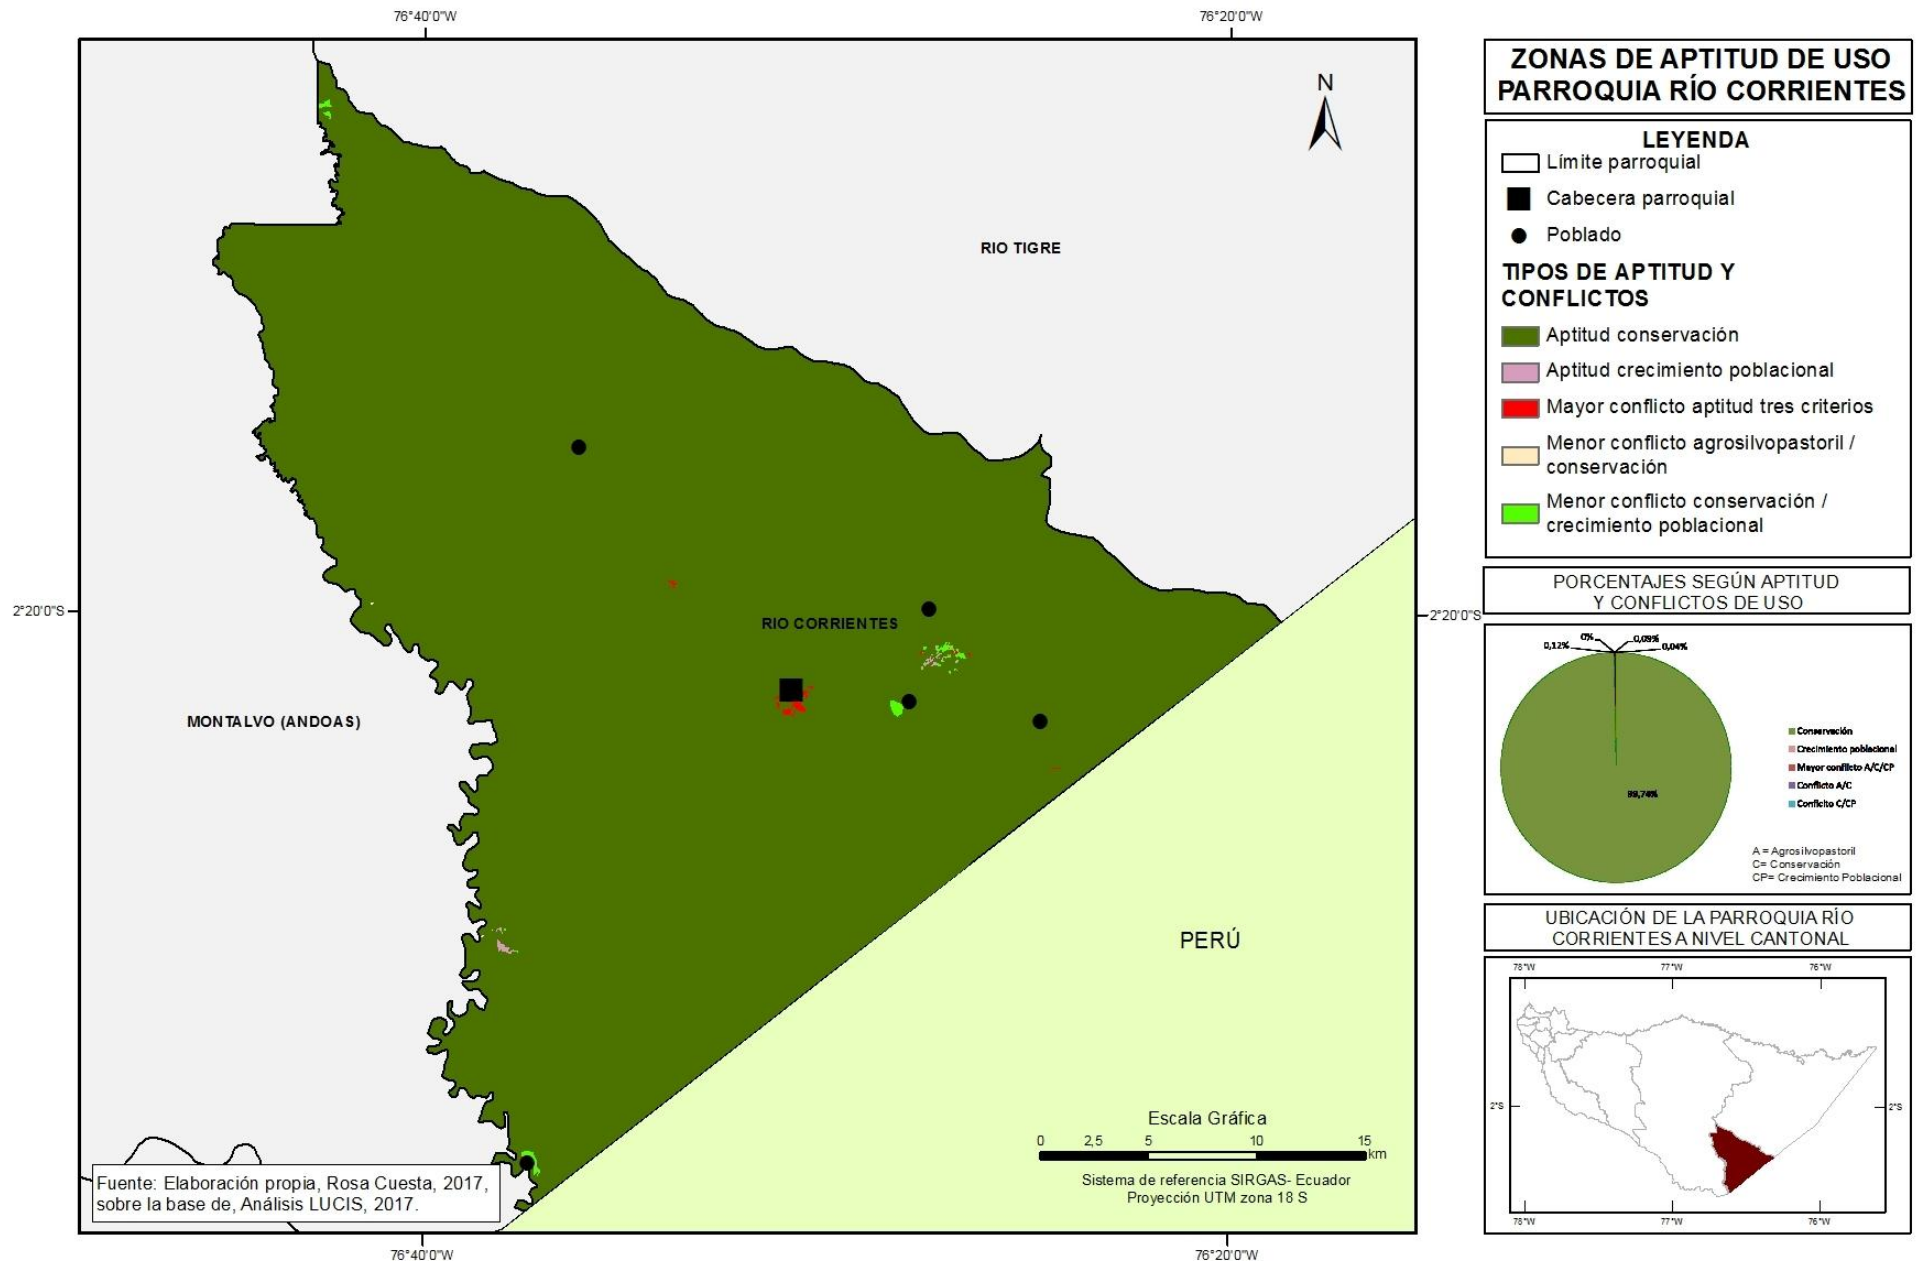 76°40'0"W
76°20'0"W
N
RIO TIGRE
2°20'0"S
2°20'0"S
RIO CORRIENTES
MONTALVO (ANDOAS)
PERÚ
Escala Gráfica
0 2,5 5 10 15
km
Sistema de referencia SIRGAS- Ecuador
Proyección UTM zona 18 S
Fuente: Elaboración propia, Rosa Cuesta, 2017,
sobre la base de, Análisis LUCIS, 2017.
76°40'0"W
76°20'0"W
ZONAS DE APTITUD DE USO
PARROQUIA RÍO CORRIENTES
LEYENDA
Límite parroquial
Cabecera parroquial
Poblado
TIPOS DE APTITUD Y
CONFLICTOS
Aptitud conservación
Aptitud crecimiento poblacional
Mayor conflicto aptitud tres criterios
Menor conflicto agrosilvopastoril /
conservación
Menor conflicto conservación /
crecimiento poblacional
PORCENTAJES SEGÚN APTITUD
Y CONFLICTOS DE USO
0,12%
0%
0,09%
0,04%
99,74%
Conservación
Crecimiento poblacional
Mayor conflicto A/C/CP
Conflicto A/C
Conflicto C/CP
A = Agrosilvopastoril
C= Conservación
CP= Crecimiento Poblacional
UBICACIÓN DE LA PARROQUIA RÍO
CORRIENTES A NIVEL CANTONAL
78°W
77°W
76°W
2°S
2°S
78°W
77°W
76°W